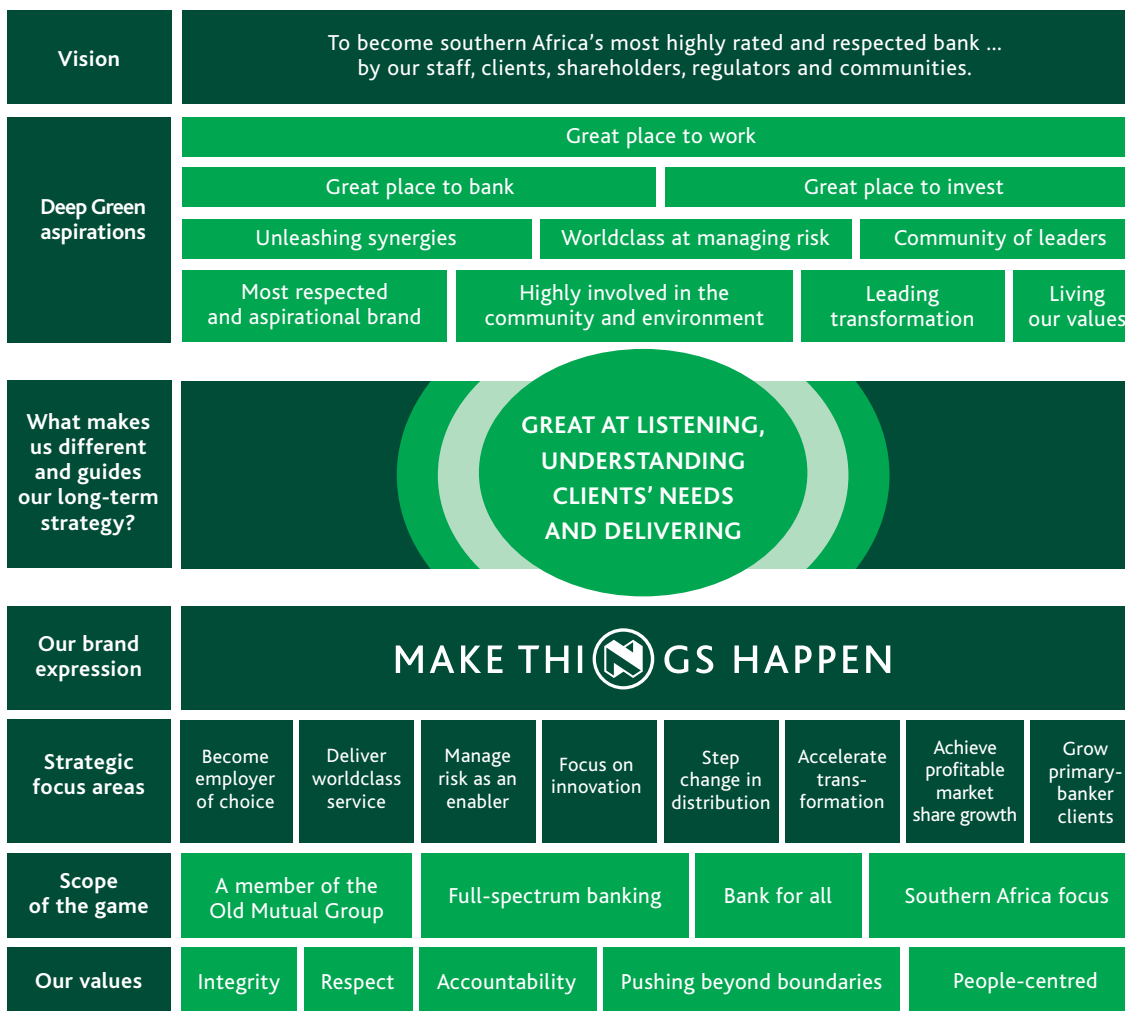 Vision
To become southern Africa's most highly rated and respected bank ...
by our staff, clients, shareholders, regulators and communities.
Deep Green
aspirations
Great place to work
Great place to bank
Great place to invest
Unleashing synergies
Worldclass at managing risk
Community of leaders
Most respected
and aspirational brand
Highly involved in the
community and environment
Leading
transformation
Living
our values
What makes
us different
and guides
our long-term
strategy?
GREAT AT LISTENING,
UNDERSTANDING
CLIENTS' NEEDS
AND DELIVERING
Our brand
expression
MAKE THINGS HAPPEN
Strategic
focus areas
Become
employer
of choice
Deliver
worldclass
service
Manage
risk as an
enabler
Focus on
innovation
Step
change in
distribution
Accelerate
trans-
formation
Achieve
profitable
market
share growth
Grow
primary-
banker
clients
Scope
of the game
A member of the
Old Mutual Group
Full-spectrum banking
Bank for all
Southern Africa focus
Our values
Integrity
Respect
Accountability
Pushing beyond boundaries
People-centred